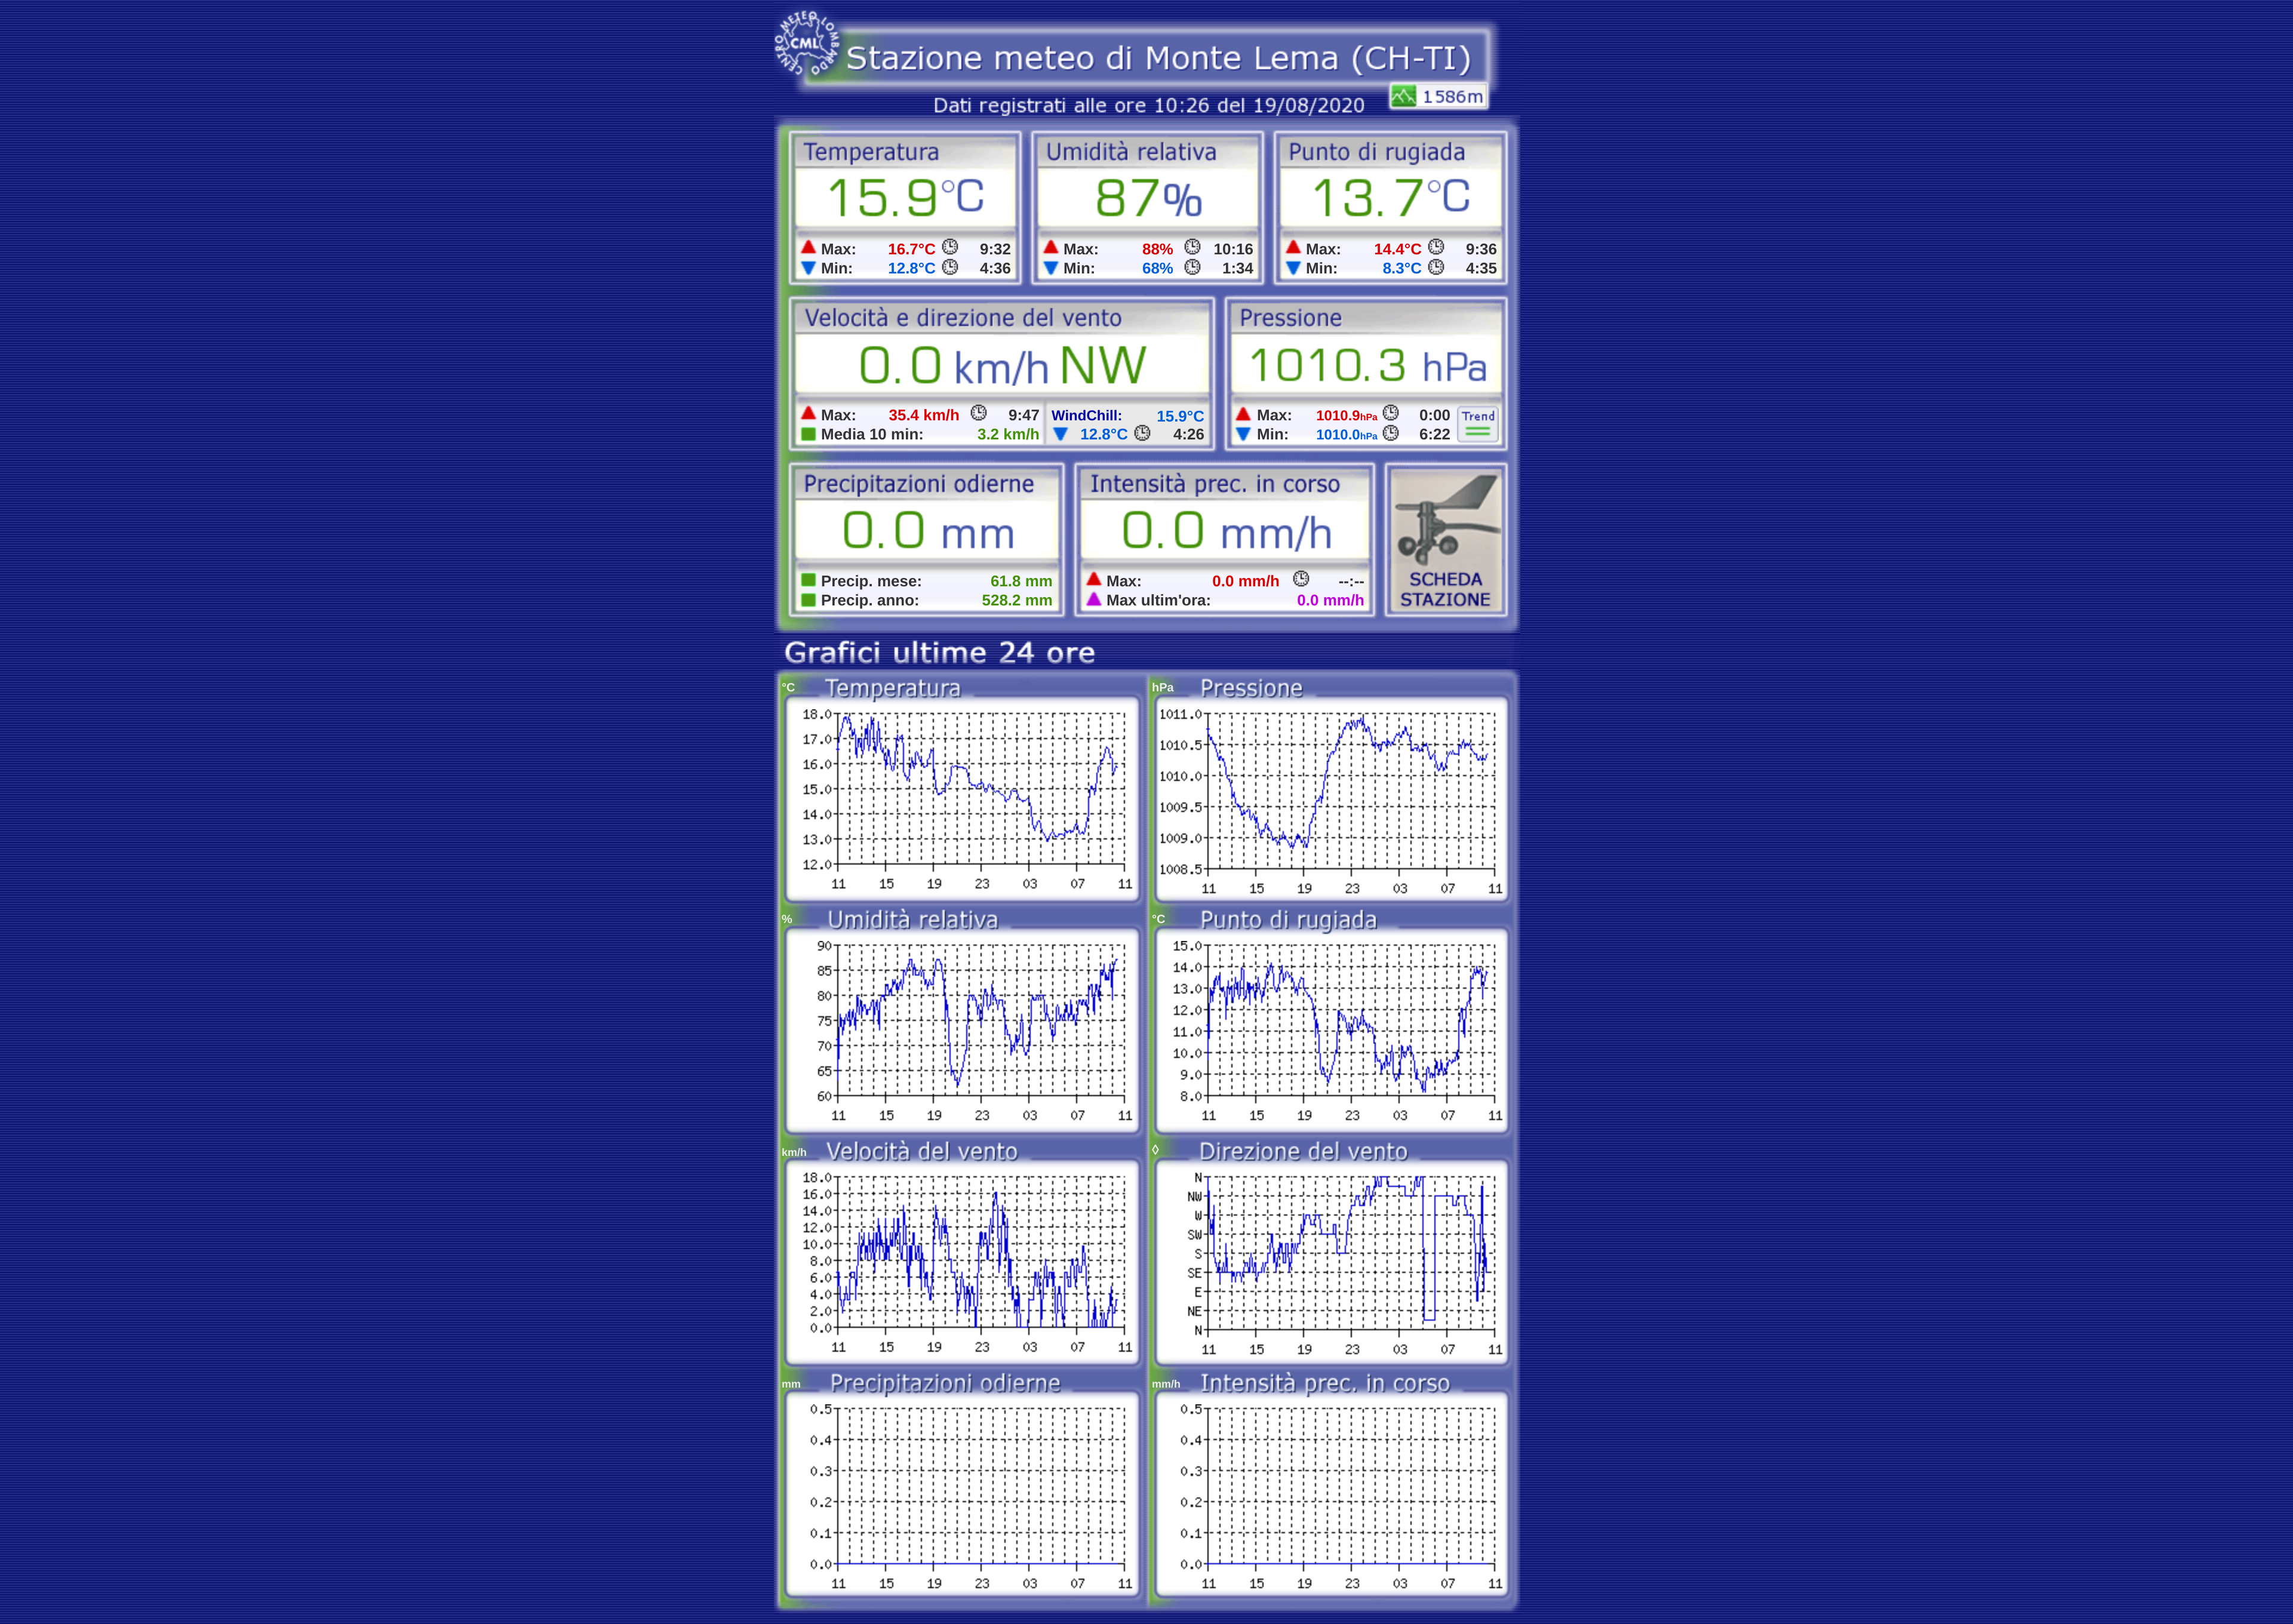 CENTRO METEO LOMBARDO
CML
Stazione meteo di Monte Lema (CH-TI)
1586m
Dati registrati alle ore 10:26 del 19/08/2020
Temperatura
15.9°C
Max: 16.7°C 9:32
Min: 12.8°C 4:36
Umidità relativa
87%
Max: 88% 10:16
Min: 68% 1:34
Punto di rugiada
13.7°C
Max: 14.4°C 9:36
Min: 8.3°C 4:35
Velocità e direzione del vento
0.0 km/h NW
Max: 35.4 km/h 9:47
Media 10 min: 3.2 km/h
WindChill: 15.9°C
12.8°C 4:26
Pressione
1010.3 hPa
Max: 1010.9hPa 0:00
Min: 1010.0hPa 6:22
Trend
Precipitazioni odierne
0.0 mm
Precip. mese: 61.8 mm
Precip. anno: 528.2 mm
Intensità prec. in corso
0.0 mm/h
Max: 0.0 mm/h --:--
Max ultim'ora: 0.0 mm/h
SCHEDA
STAZIONE
Grafici ultime 24 ore
°C Temperatura
18.0
17.0
16.0
15.0
14.0
13.0
12.0
11 15 19 23 03 07 11
hPa Pressione
1011.0
1010.5
1010.0
1009.5
1009.0
1008.5
11 15 19 23 03 07 11
% Umidità relativa
90
85
80
75
70
65
60
11 15 19 23 03 07 11
°C Punto di rugiada
15.0
14.0
13.0
12.0
11.0
10.0
9.0
8.0
11 15 19 23 03 07 11
km/h Velocità del vento
18.0
16.0
14.0
12.0
10.0
8.0
6.0
4.0
2.0
0.0
11 15 19 23 03 07 11
◊ Direzione del vento
N
NW
W
SW
S
SE
E
NE
N
11 15 19 23 03 07 11
mm Precipitazioni odierne
0.5
0.4
0.3
0.2
0.1
0.0
11 15 19 23 03 07 11
mm/h Intensità prec. in corso
0.5
0.4
0.3
0.2
0.1
0.0
11 15 19 23 03 07 11